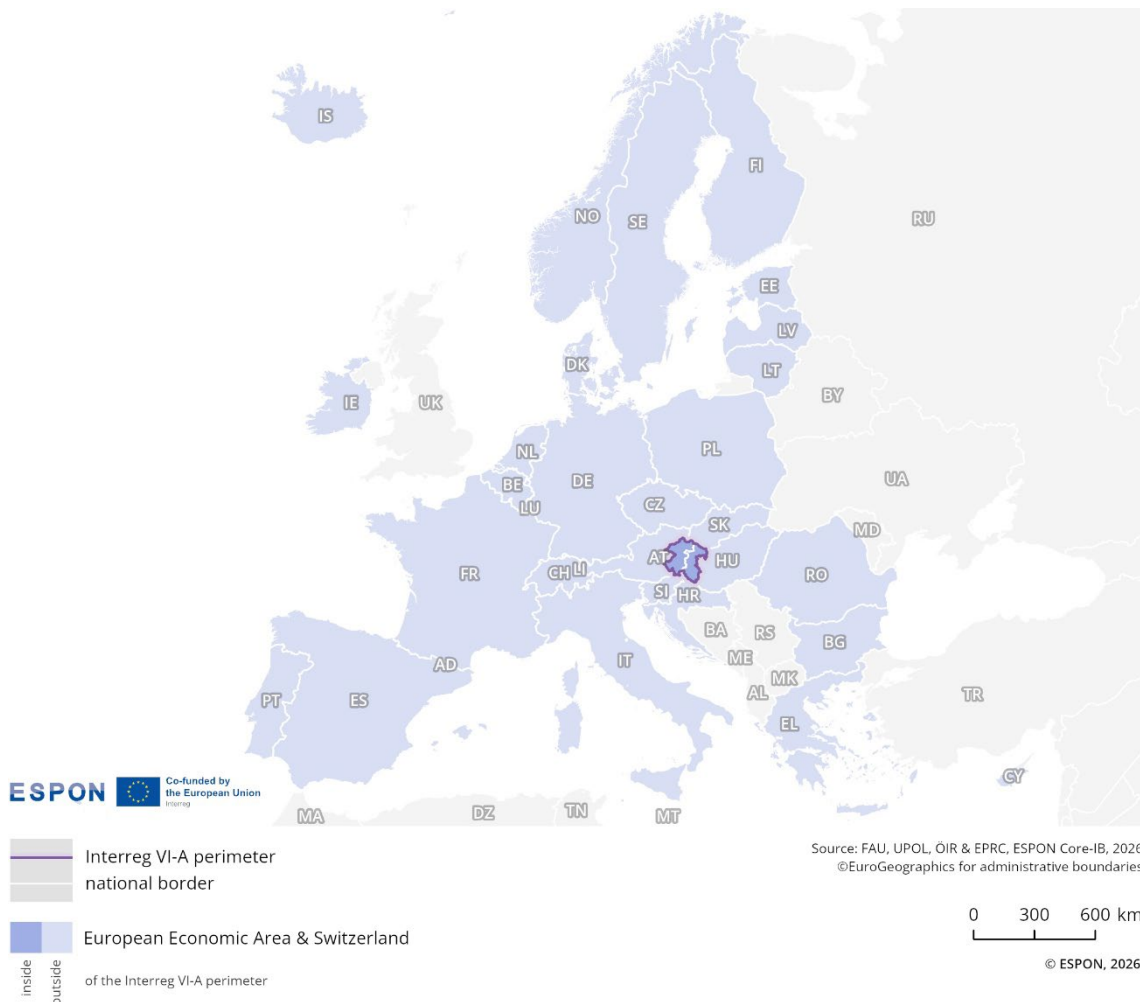 IS
FI
NO
SE
RU
EE
LV
DK
LT
IE
UK
BY
NL
PL
BE
DE
UA
LU
CZ
SK
MD
AT
HU
FR
CH
LI
RO
SI
HR
BA
RS
BG
AD
IT
ME
MK
PT
ES
AL
TR
EL
CY
MA
DZ
TN
MT
ESPON
Co-funded by
the European Union
Interreg
Interreg VI-A perimeter
national border
European Economic Area & Switzerland
inside
outside
of the Interreg VI-A perimeter
Source: FAU, UPOL, ÖIR & EPRC, ESPON Core-IB, 2026
©EuroGeographics for administrative boundaries
0 300 600 km
© ESPON, 2026